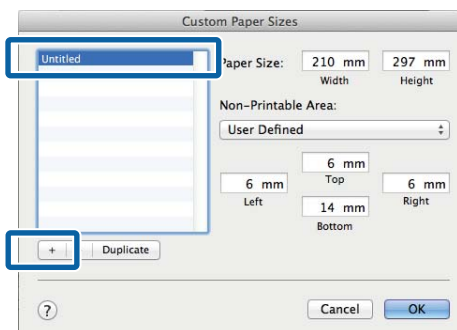 Custom Paper Sizes
Untitled
Paper Size:
210 mm
297 mm
Width
Height
Non-Printable Area:
User Defined
6 mm
Top
6 mm
6 mm
Left
Right
14 mm
Bottom
+
Duplicate
?
Cancel
OK